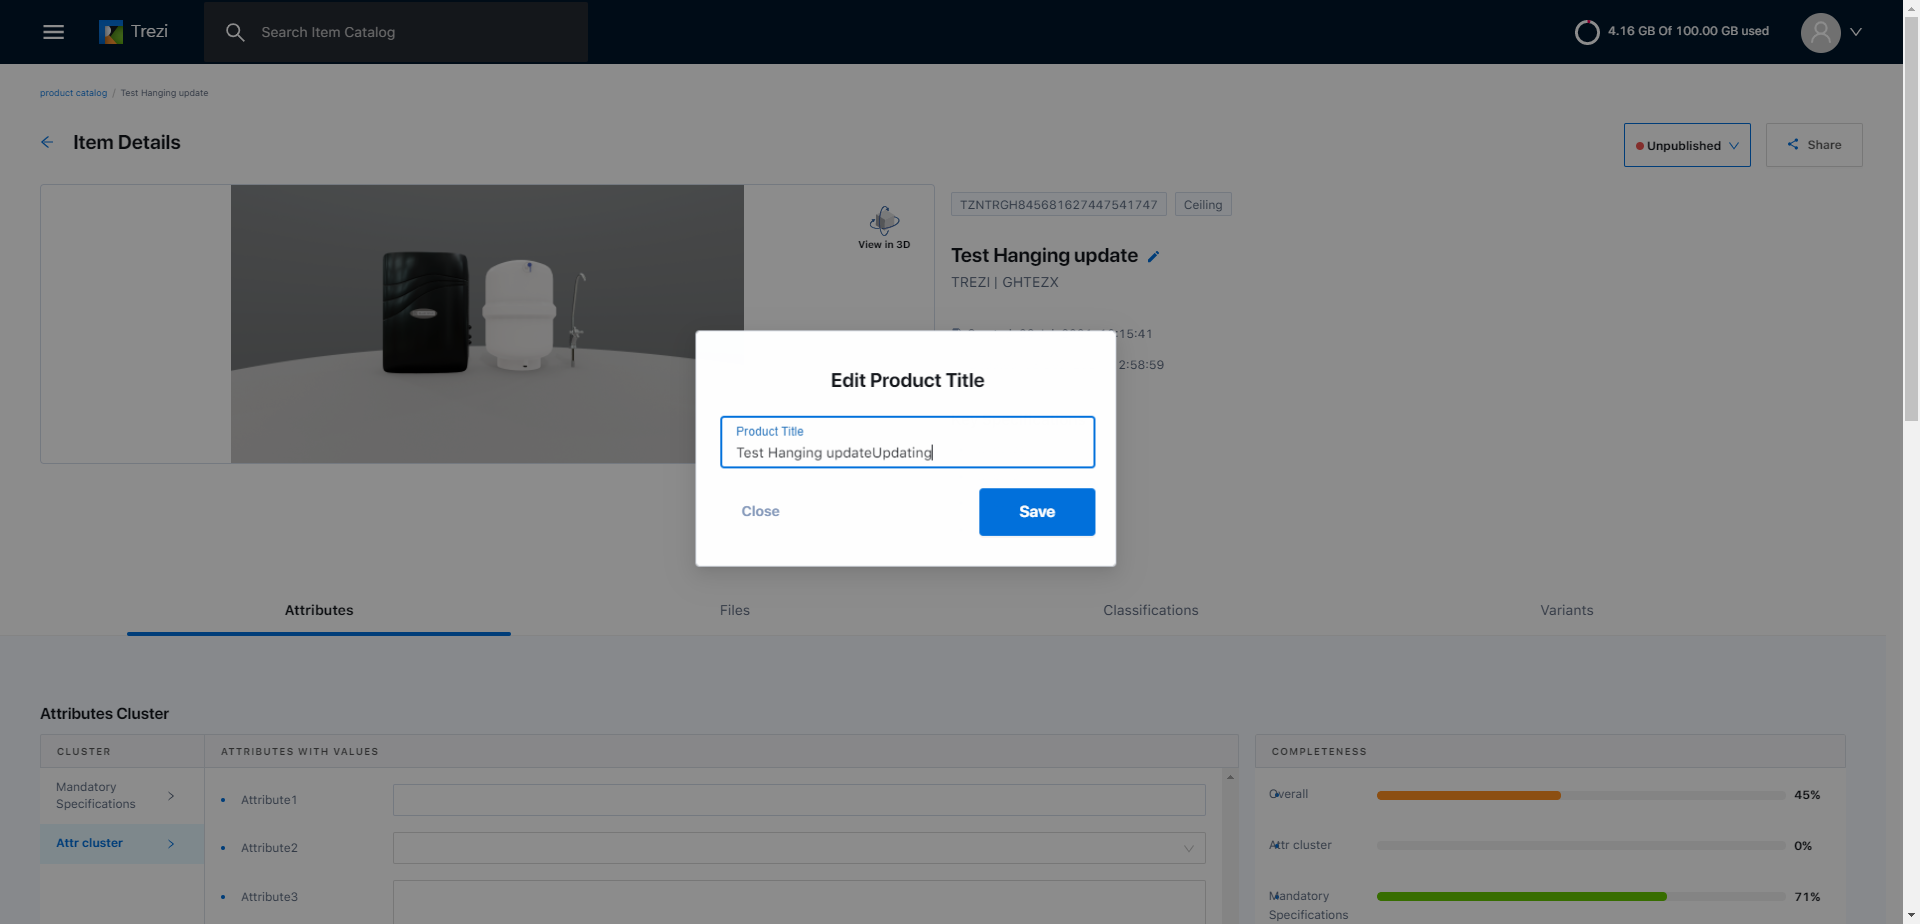 Trezi
Search Item Catalog
4.16 GB Of 100.00 GB used
product catalog / Test Hanging update
Item Details
Unpublished
Share
View in 3D
TZNTRGH845681627447541747
Ceiling
Test Hanging update
TREZI | GHTEZX
:15:41
2:58:59
Edit Product Title
Product Title
Test Hanging updateUpdating
Close
Save
Attributes
Files
Classifications
Variants
Attributes Cluster
CLUSTER
ATTRIBUTES WITH VALUES
COMPLETENESS
Mandatory
Specifications
Attr cluster
Attribute1
Attribute2
Attribute3
Overall
45%
Attr cluster
0%
Mandatory
Specifications
71%